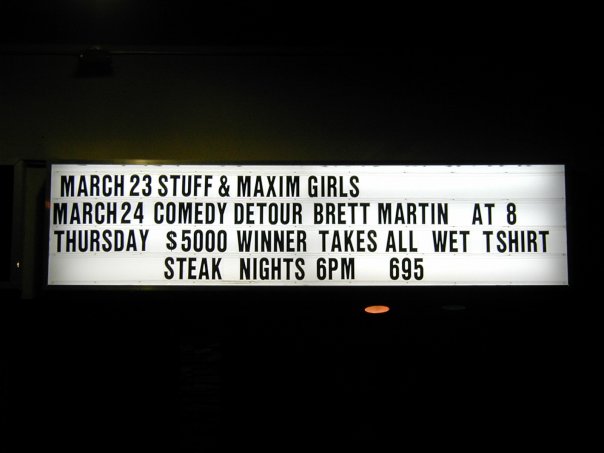 MARCH 23 STUFF & MAXIM GIRLS
MARCH 24 COMEDY DETOUR BRETT MARTIN AT 8
THURSDAY $5000 WINNER TAKES ALL WET TSHIRT
STEAK NIGHTS 6PM 695